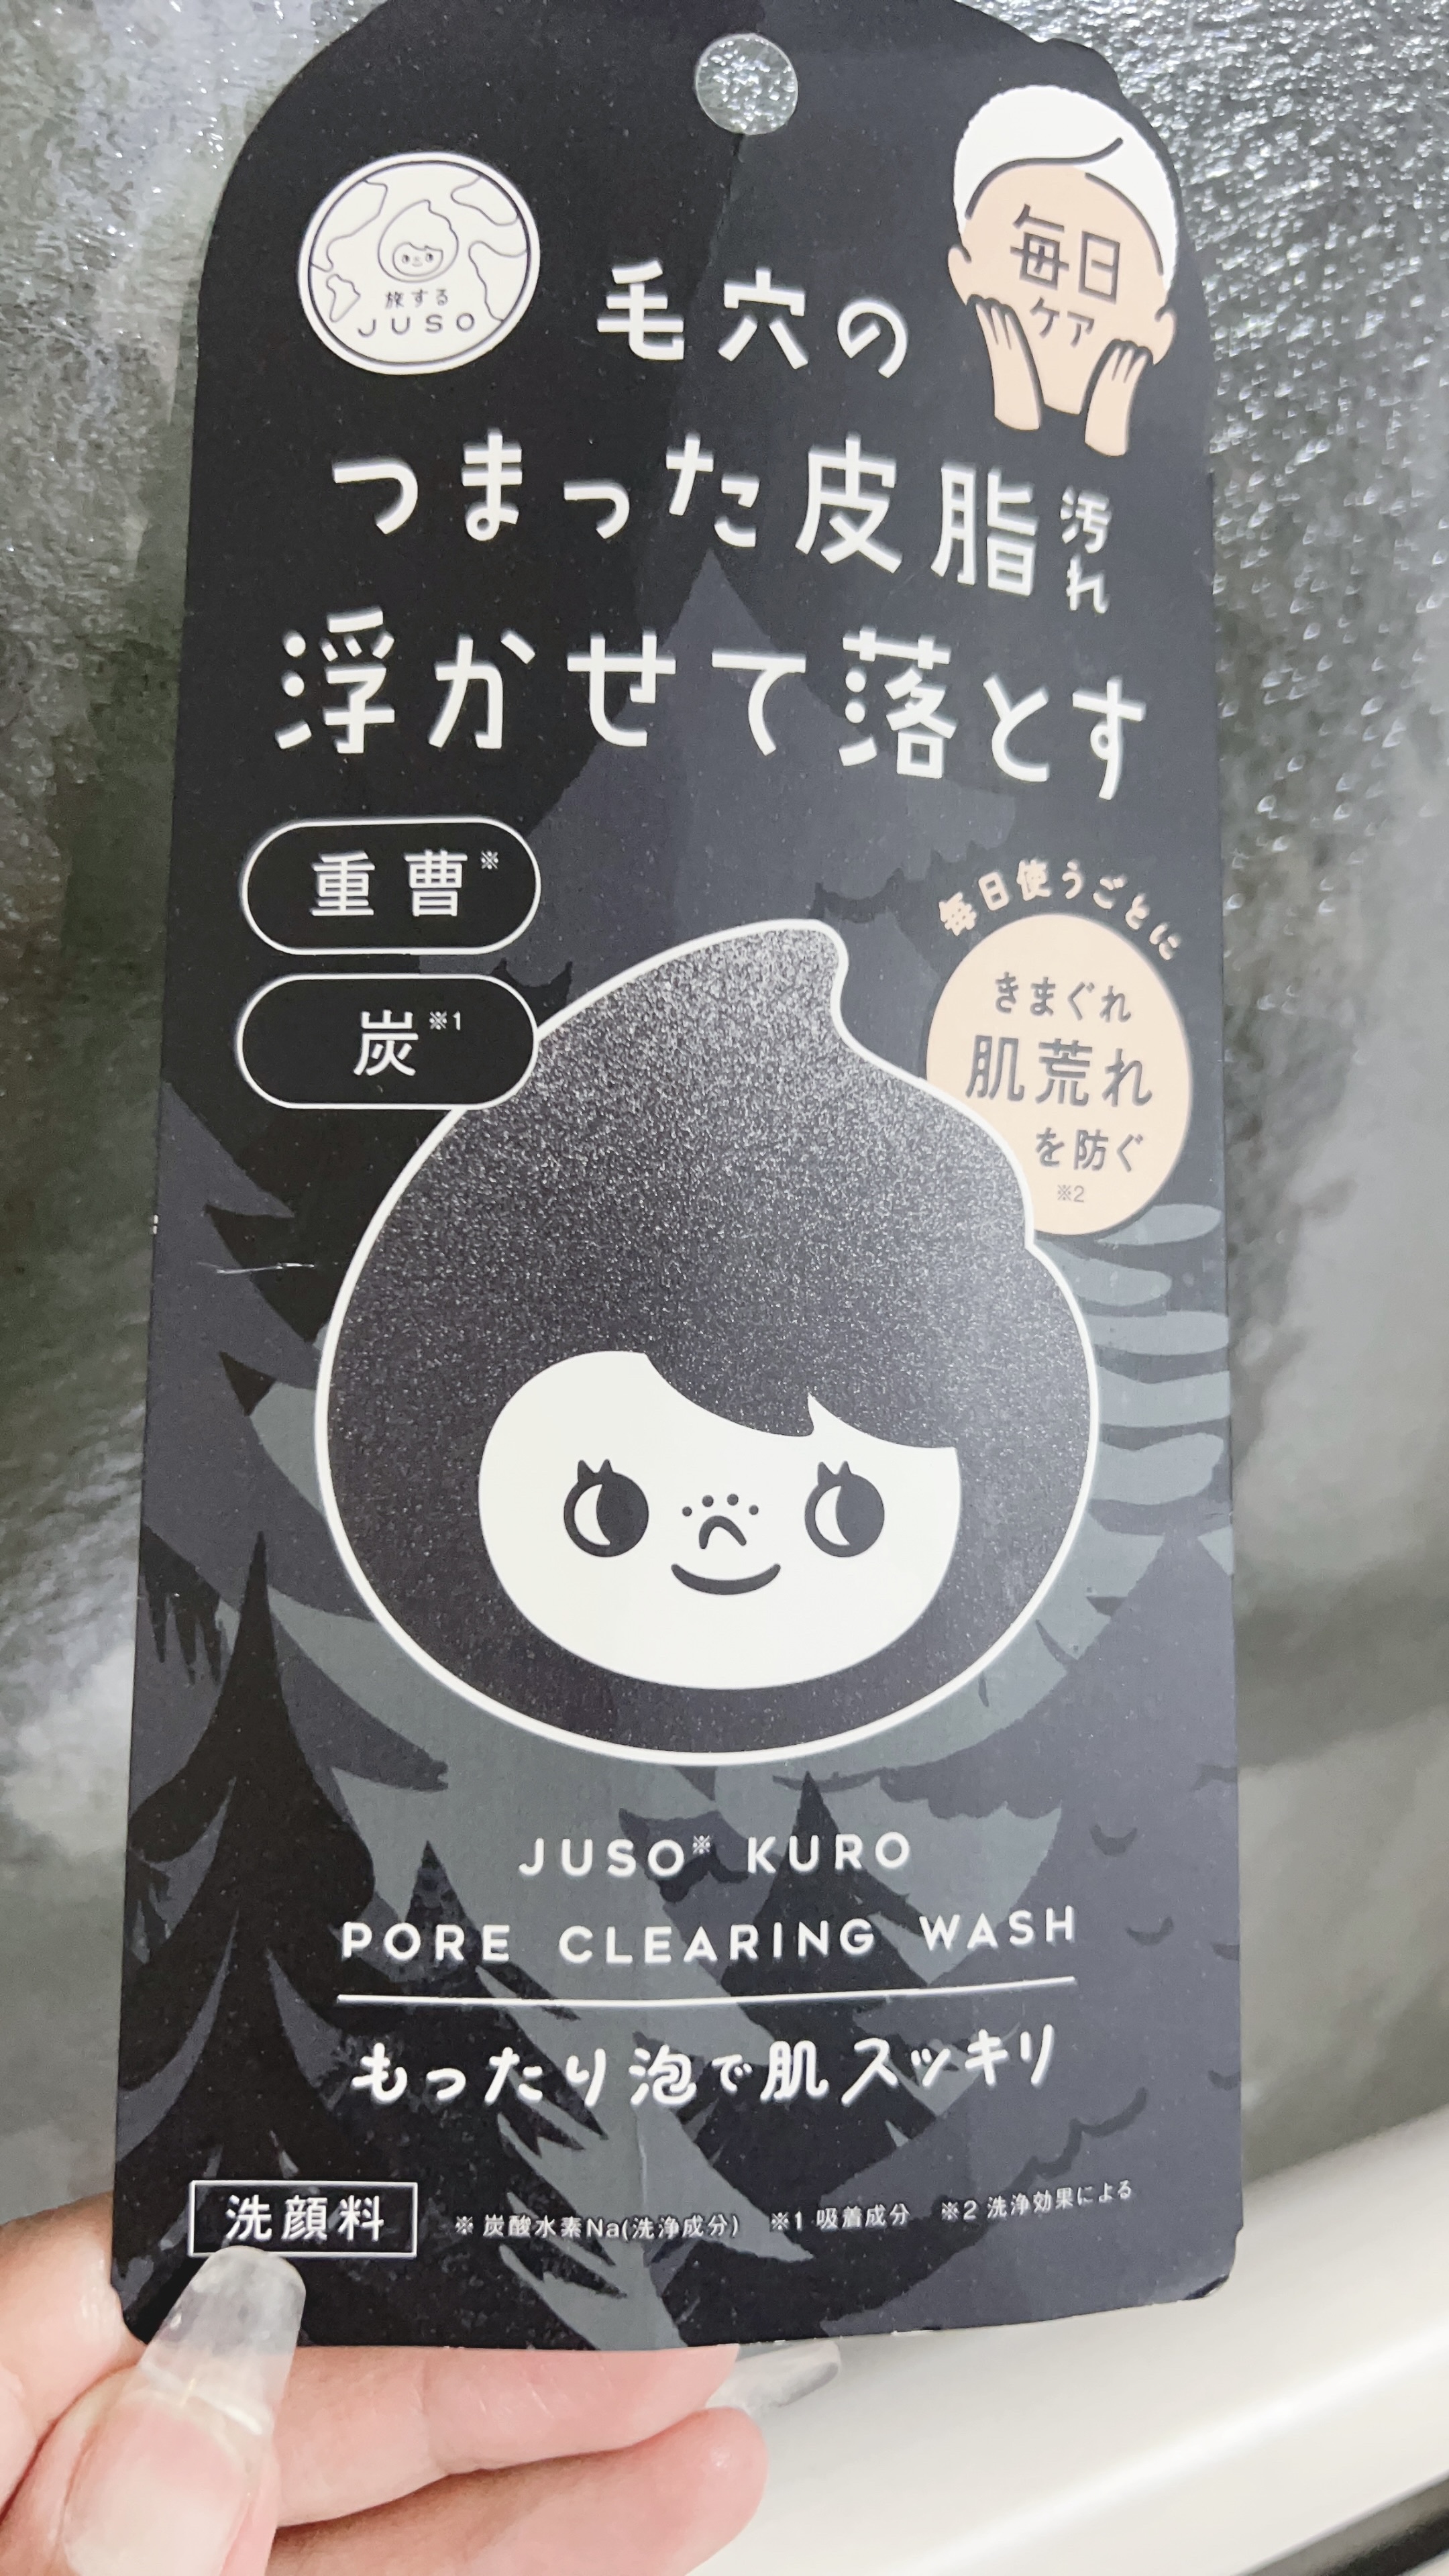 旅する
JUSO
毎日
ケア
毛穴の
つまった皮脂汚れ
浮かせて落とす
重曹※
炭※1
毎日使うごとに
きまぐれ
肌荒れ
を防ぐ
※2
JUSO※ KURO
PORE CLEARING WASH
もったり泡で肌スッキリ
洗顔料
※ 炭酸水素Na(洗浄成分) ※1 吸着成分 ※2 洗浄効果による